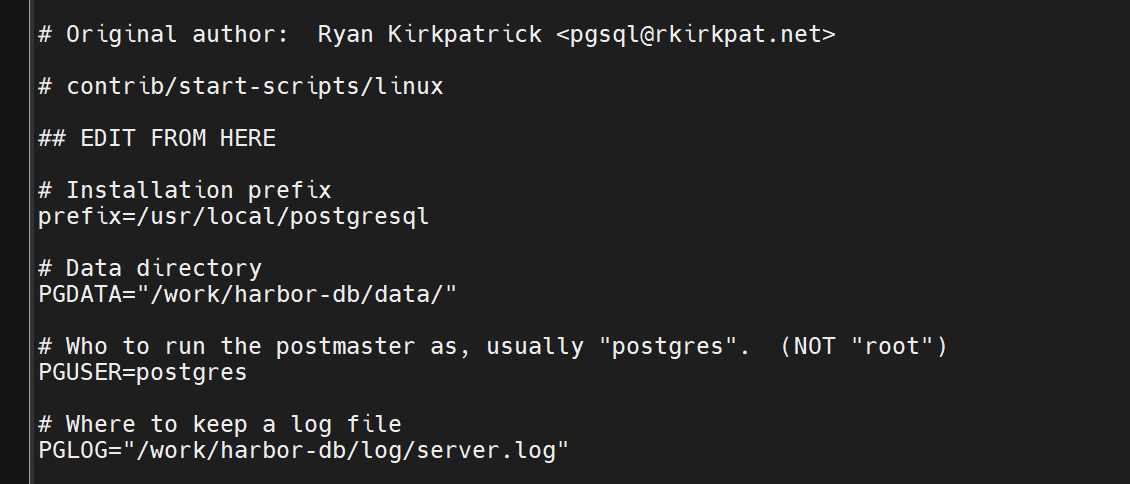 # Original author:  Ryan Kirkpatrick <pgsql@rkirkpat.net>
# contrib/start-scripts/linux
## EDIT FROM HERE
# Installation prefix
prefix=/usr/local/postgresql
# Data directory
PGDATA="/work/harbor-db/data/"
# Who to run the postmaster as, usually "postgres".  (NOT "root")
PGUSER=postgres
# Where to keep a log file
PGLOG="/work/harbor-db/log/server.log"